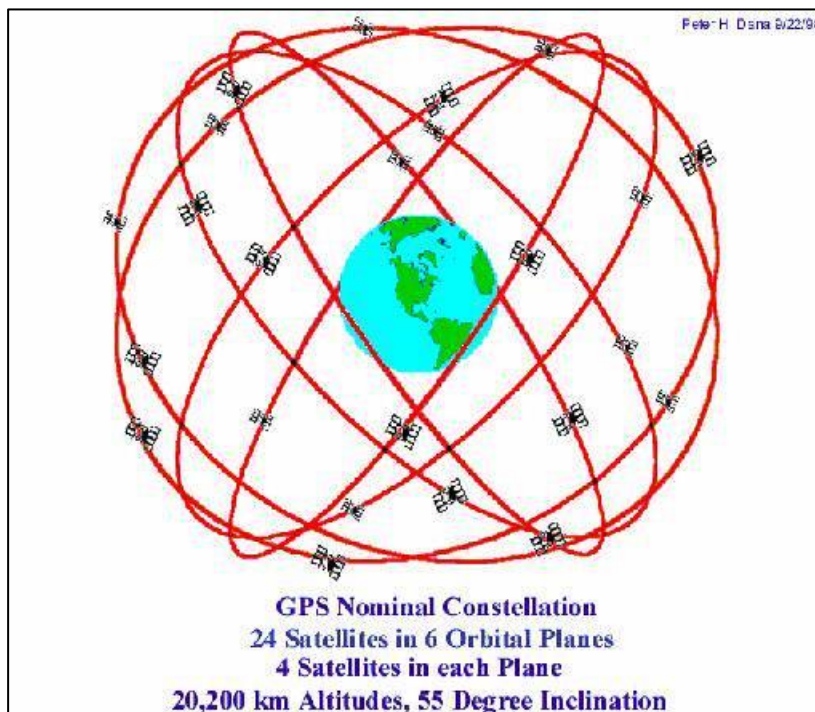 Peter H. Dana 9/22/98
GPS Nominal Constellation
24 Satellites in 6 Orbital Planes
4 Satellites in each Plane
20,200 km Altitudes, 55 Degree Inclination